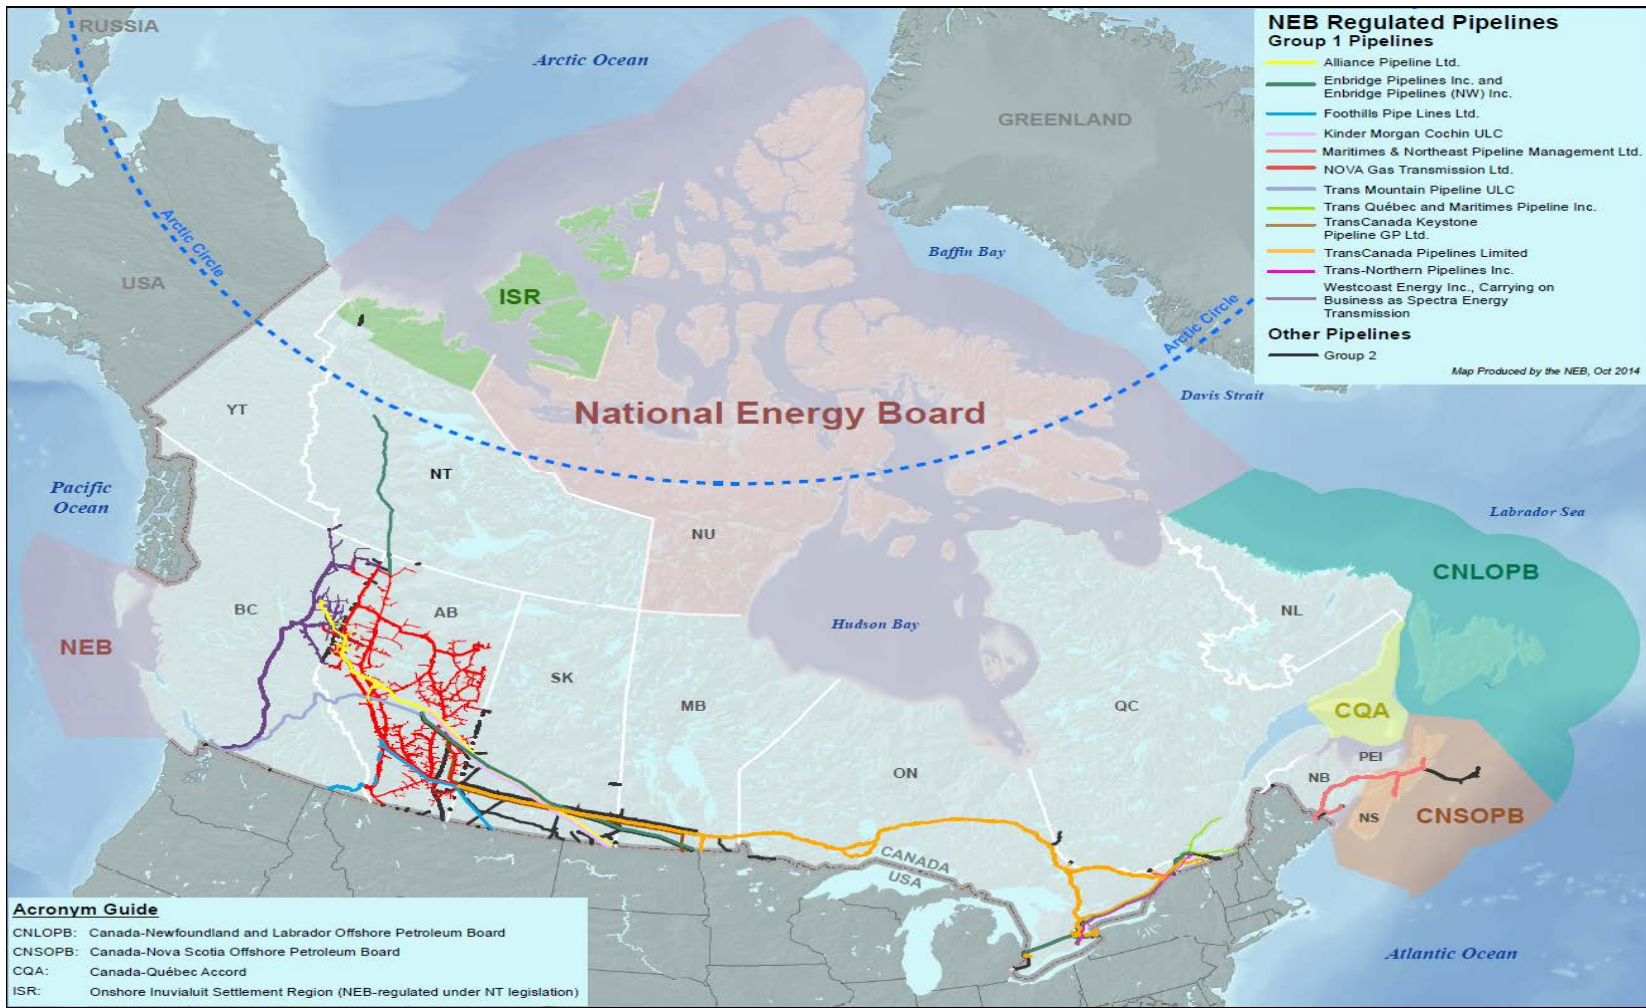 NEB Regulated Pipelines
Group 1 Pipelines
Alliance Pipeline Ltd.
Enbridge Pipelines Inc. and
Enbridge Pipelines (NW) Inc.
Foothills Pipe Lines Ltd.
Kinder Morgan Cochin ULC
Maritimes & Northeast Pipeline Management Ltd.
NOVA Gas Transmission Ltd.
Trans Mountain Pipeline ULC
Trans Québec and Maritimes Pipeline Inc.
TransCanada Keystone
Pipeline GP Ltd.
TransCanada Pipelines Limited
Trans-Northern Pipelines Inc.
Westcoast Energy Inc., Carrying on
Business as Spectra Energy
Transmission
Other Pipelines
Group 2
Map Produced by the NEB, Oct 2014
RUSSIA
Arctic Ocean
GREENLAND
Arctic Circle
Baffin Bay
USA
ISR
Arctic Circle
Davis Strait
YT
National Energy Board
NT
Pacific
Ocean
Labrador Sea
NU
CNLOPB
BC
AB
NL
Hudson Bay
NEB
SK
MB
QC
CQA
PEI
ON
NB
NS
CNSOPB
CANADA
USA
Atlantic Ocean
Acronym Guide
CNLOPB: Canada-Newfoundland and Labrador Offshore Petroleum Board
CNSOPB: Canada-Nova Scotia Offshore Petroleum Board
CQA: Canada-Québec Accord
ISR: Onshore Inuvialuit Settlement Region (NEB-regulated under NT legislation)